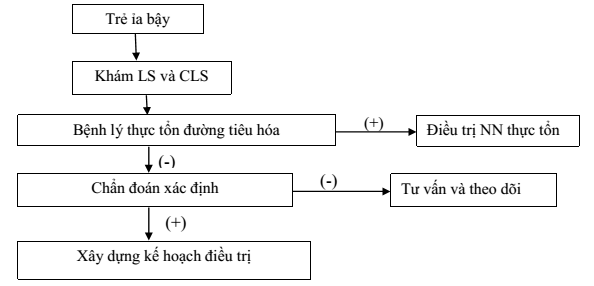 Trẻ ỉa bậy
Khám LS và CLS
Bệnh lý thực tổn đường tiêu hóa
(+)
Điều trị NN thực tổn
(-)
Chẩn đoán xác định
(-)
Tư vấn và theo dõi
(+)
Xây dựng kế hoạch điều trị